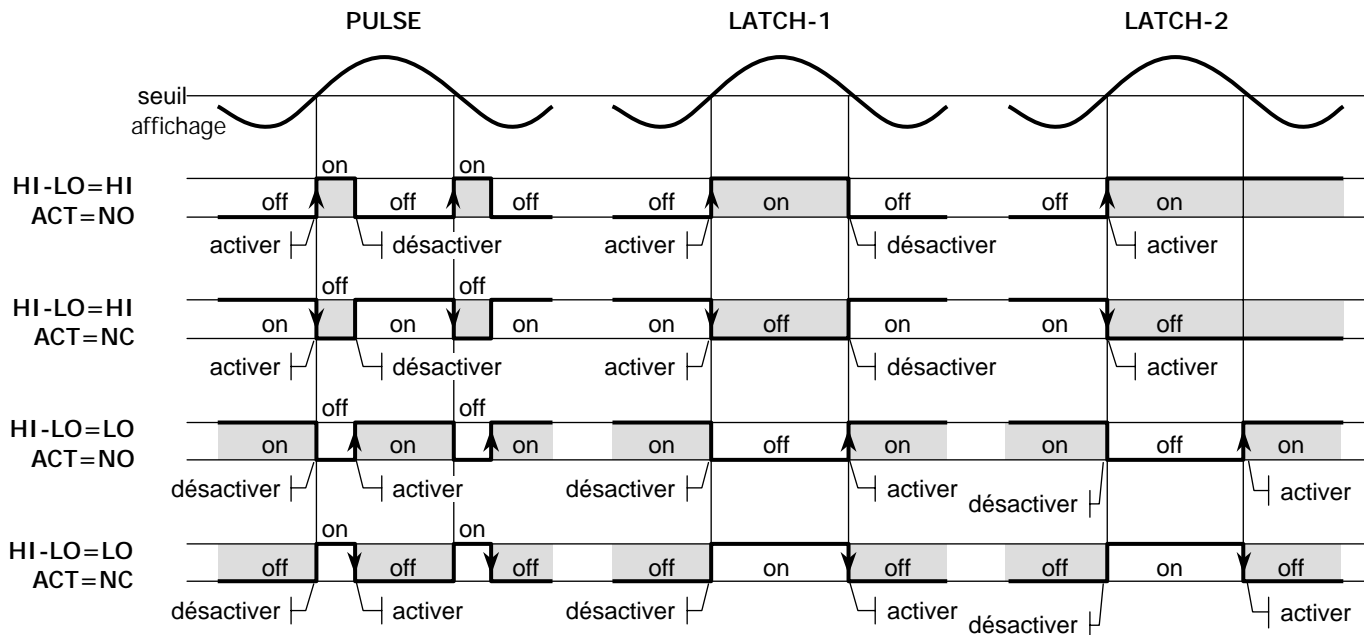 PULSE LATCH-1 LATCH-2
seuil
affichage
on on
HI-LO=HI
ACT=NO
off off off off on off off on
activer désactiver activer désactiver activer
off off
HI-LO=HI
ACT=NC
on on on on off on on off
activer désactiver activer désactiver activer
off off
HI-LO=LO
ACT=NO
on on on on off on on off on
désactiver activer désactiver activer désactiver activer
on on
HI-LO=LO
ACT=NC
off off off off on off off on off
désactiver activer désactiver activer désactiver activer